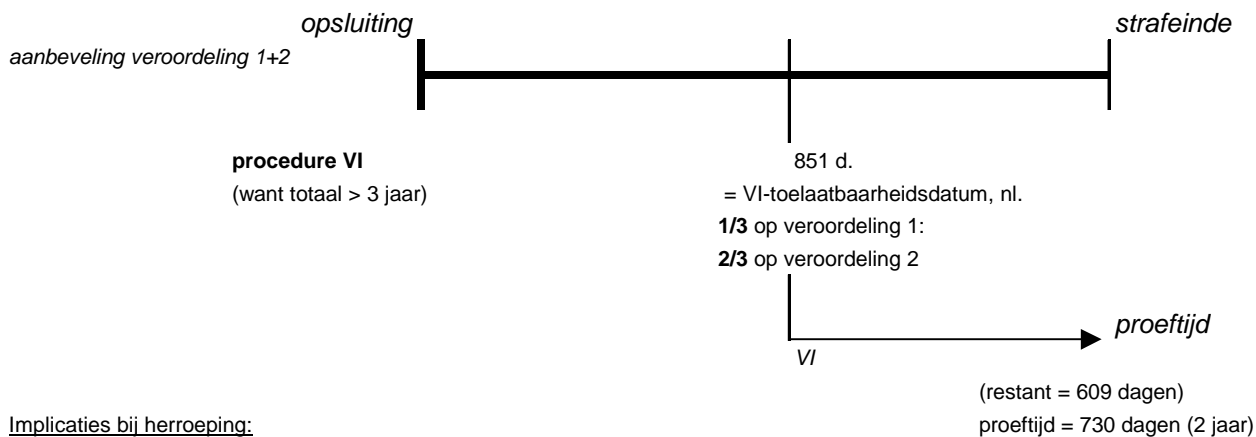 opsluiting
strafeinde
aanbeveling veroordeling 1+2
procedure VI
(want totaal > 3 jaar)
851 d.
= VI-toelaatbaarheidsdatum, nl.
1/3 op veroordeling 1:
2/3 op veroordeling 2
proeftijd
VI
(restant = 609 dagen)
Implicaties bij herroeping:
proeftijd = 730 dagen (2 jaar)